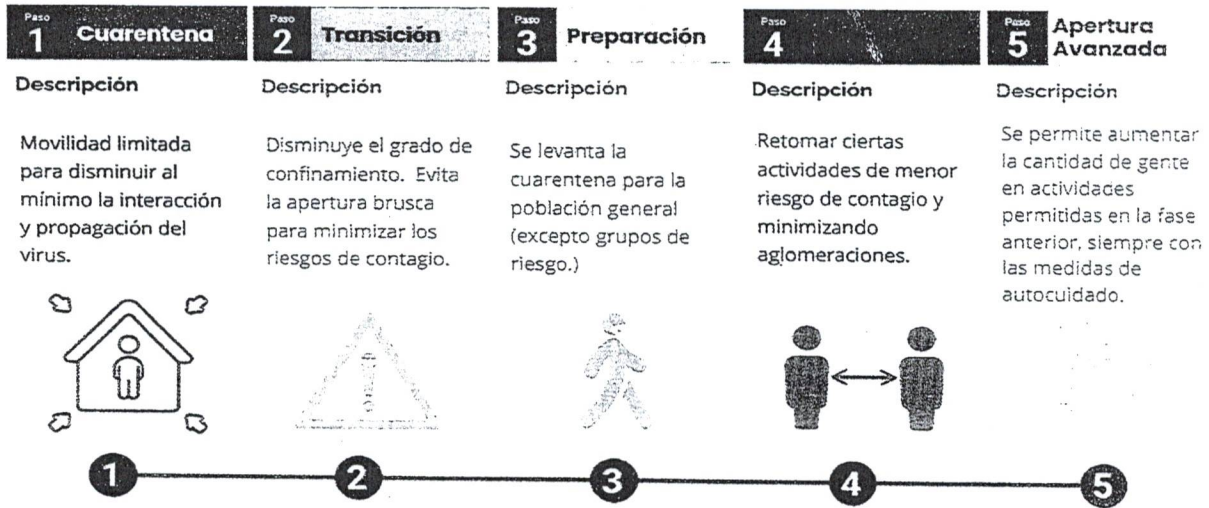 Paso
1 Cuarentena
Descripción
Movilidad limitada
para disminuir al
mínimo la interacción
y propagación del
virus.
Paso
2 Transición
Descripción
Disminuye el grado de
confinamiento. Evita
la apertura brusca
para minimizar los
riesgos de contagio.
Paso
3 Preparación
Descripción
Se levanta la
cuarentena para la
población general
(excepto grupos de
riesgo.)
Paso
4
Descripción
Retomar ciertas
actividades de menor
riesgo de contagio y
minimizando
aglomeraciones.
Paso
5 Apertura
Avanzada
Descripción
Se permite aumentar
la cantidad de gente
en actividades
permitidas en la fase
anterior, siempre con
las medidas de
autocuidado.
1 2 3 4 5